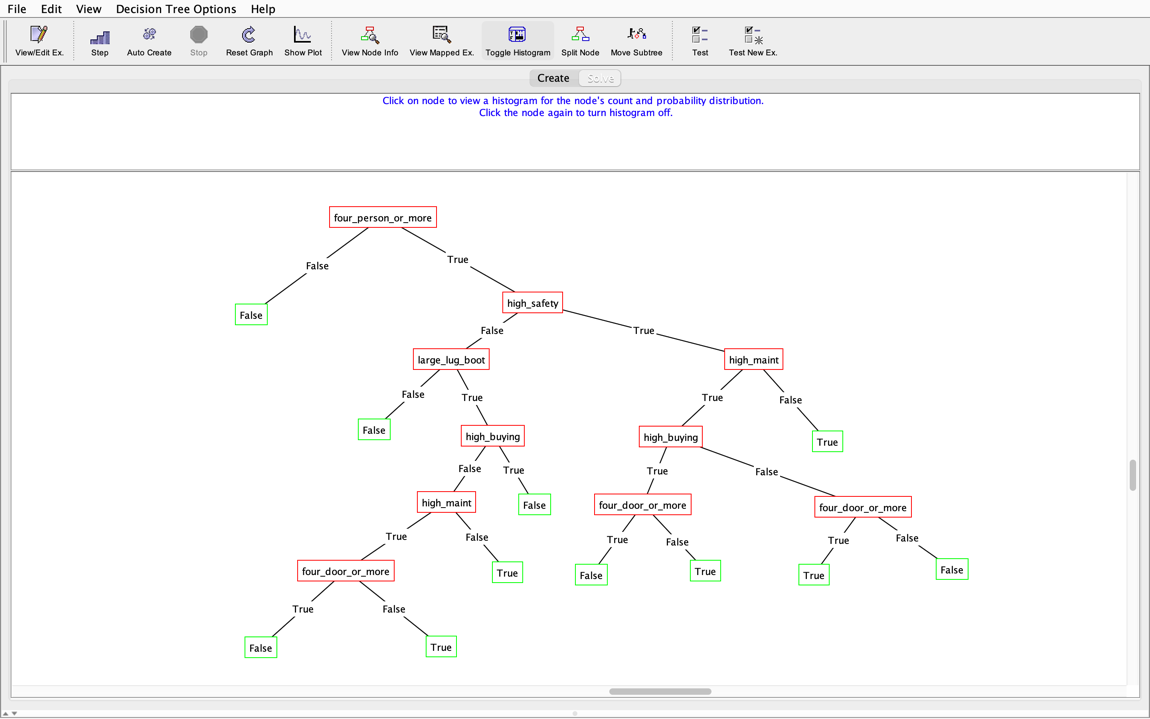 File Edit View Decision Tree Options Help
View/Edit Ex. Step Auto Create Stop Reset Graph Show Plot View Node Info View Mapped Ex. Toggle Histogram Split Node Move Subtree Test Test New Ex.
Create Solve
Click on node to view a histogram for the node's count and probability distribution.
Click the node again to turn histogram off.
four_person_or_more
True
False
high_safety
False
False True
large_lug_boot high_maint
False True True False
False high_buying high_buying True
False True True False
high_maint False four_door_or_more four_door_or_more
True False True False True False
four_door_or_more True False True True False
True False
False True